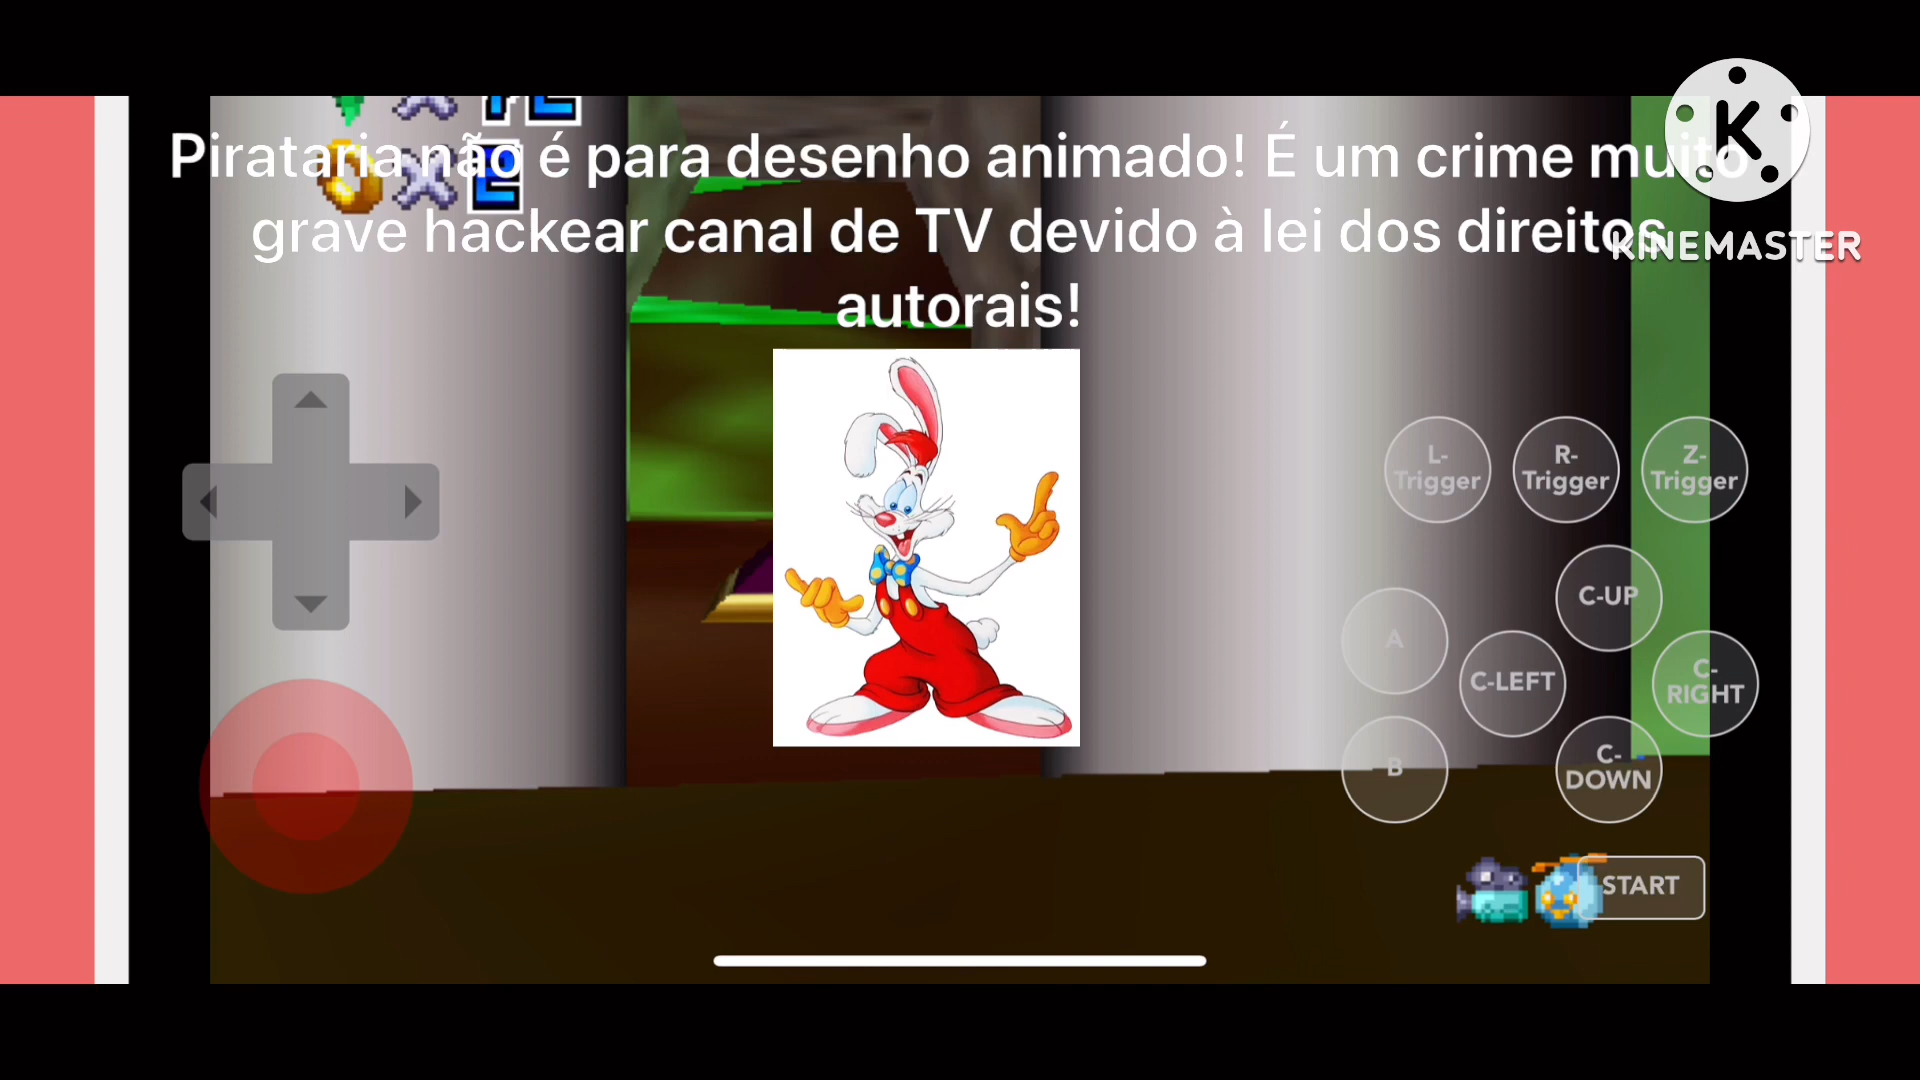 Pirataria não é para desenho animado! É um crime muito
grave hackear canal de TV devido à lei dos direitos
autorais!
K
KINEMASTER
L-
Trigger
R-
Trigger
Z-
Trigger
C-UP
A
C-LEFT
C-
RIGHT
B
C-
DOWN
START